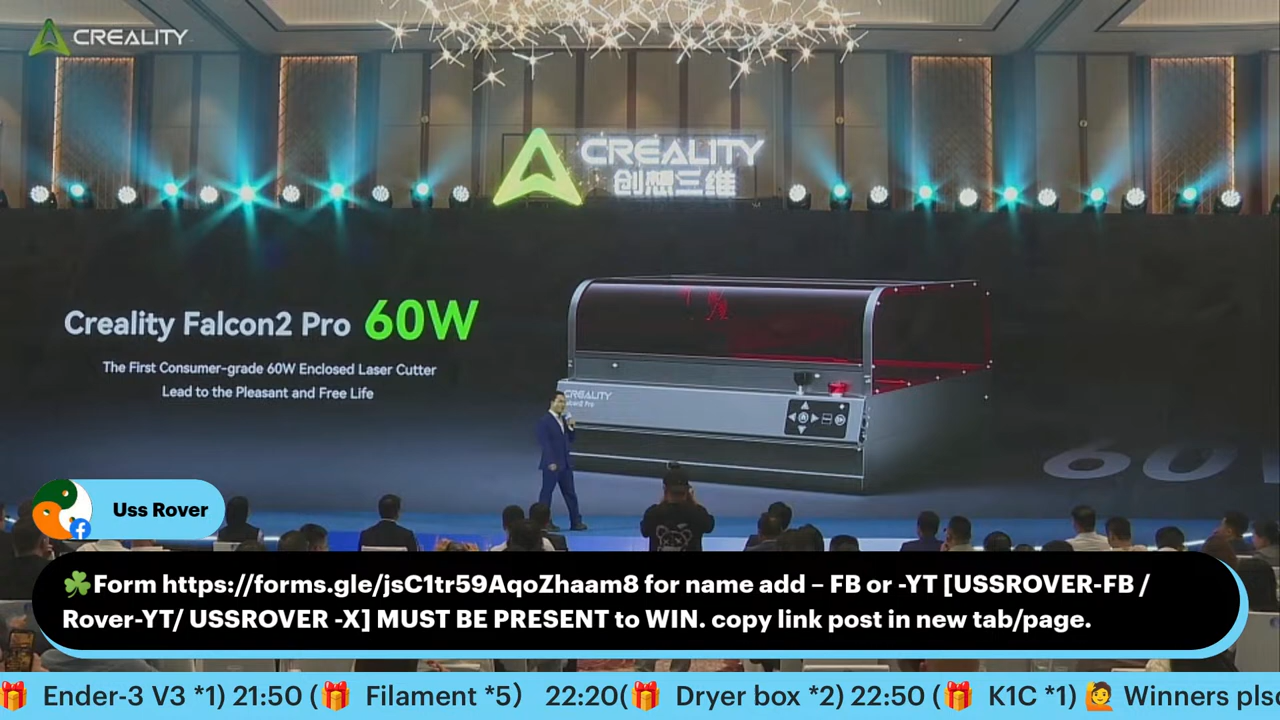 CREALITY
CREALITY
创想三维
Creality Falcon2 Pro 60W
The First Consumer-grade 60W Enclosed Laser Cutter
Lead to the Pleasant and Free Life
CREALITY
Falcon2 Pro
60W
Uss Rover
☘️Form https://forms.gle/jsC1tr59AqoZhaam8 for name add – FB or -YT [USSROVER-FB /
Rover-YT/ USSROVER -X] MUST BE PRESENT to WIN. copy link post in new tab/page.
🎁 Ender-3 V3 *1) 21:50 (🎁 Filament *5） 22:20(🎁 Dryer box *2) 22:50 (🎁 K1C *1) 🙋 Winners